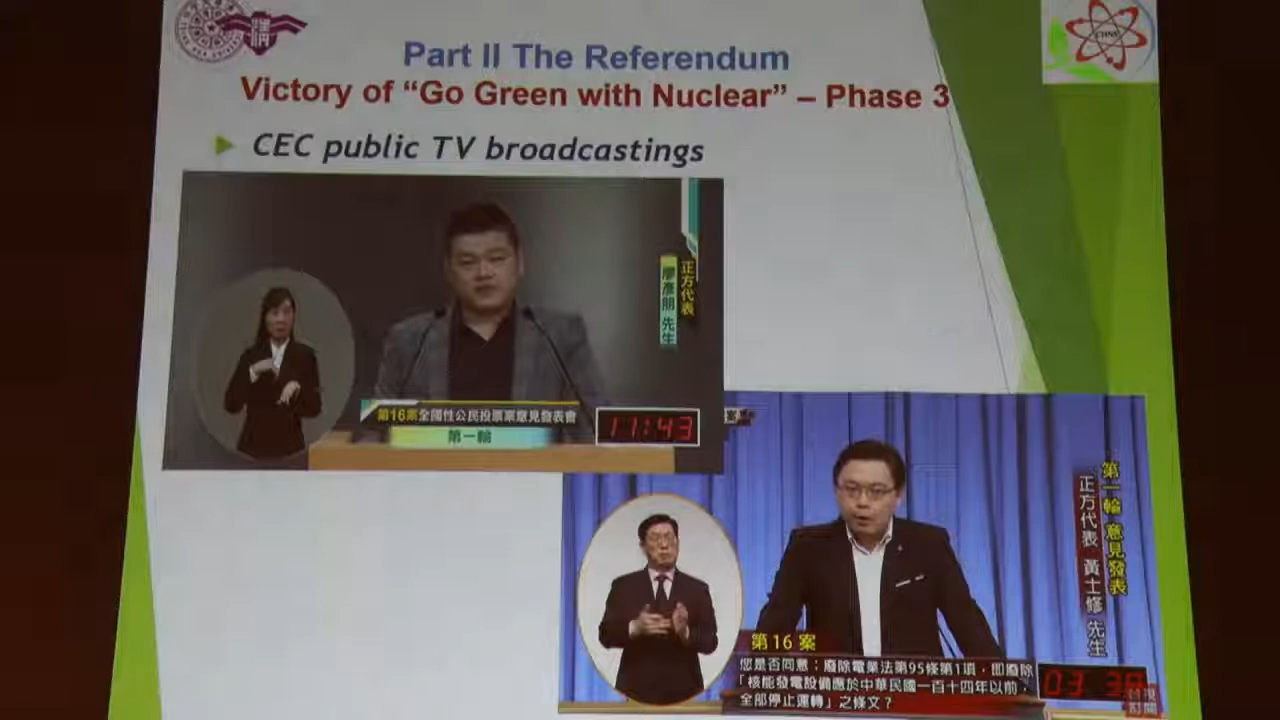 Part II The Referendum
Victory of “Go Green with Nuclear” – Phase 3
CEC public TV broadcastings
正方代表
廖彥朋 先生
第16案全國性公民投票案意見發表會
第一輪
11:43
第一輪 意見發表
正方代表 黃士修 先生
第16案
您是否同意：廢除電業法第95條第1項，即廢除
「核能發電設備應於中華民國一百十四年以前，
全部停止運轉」之條文？